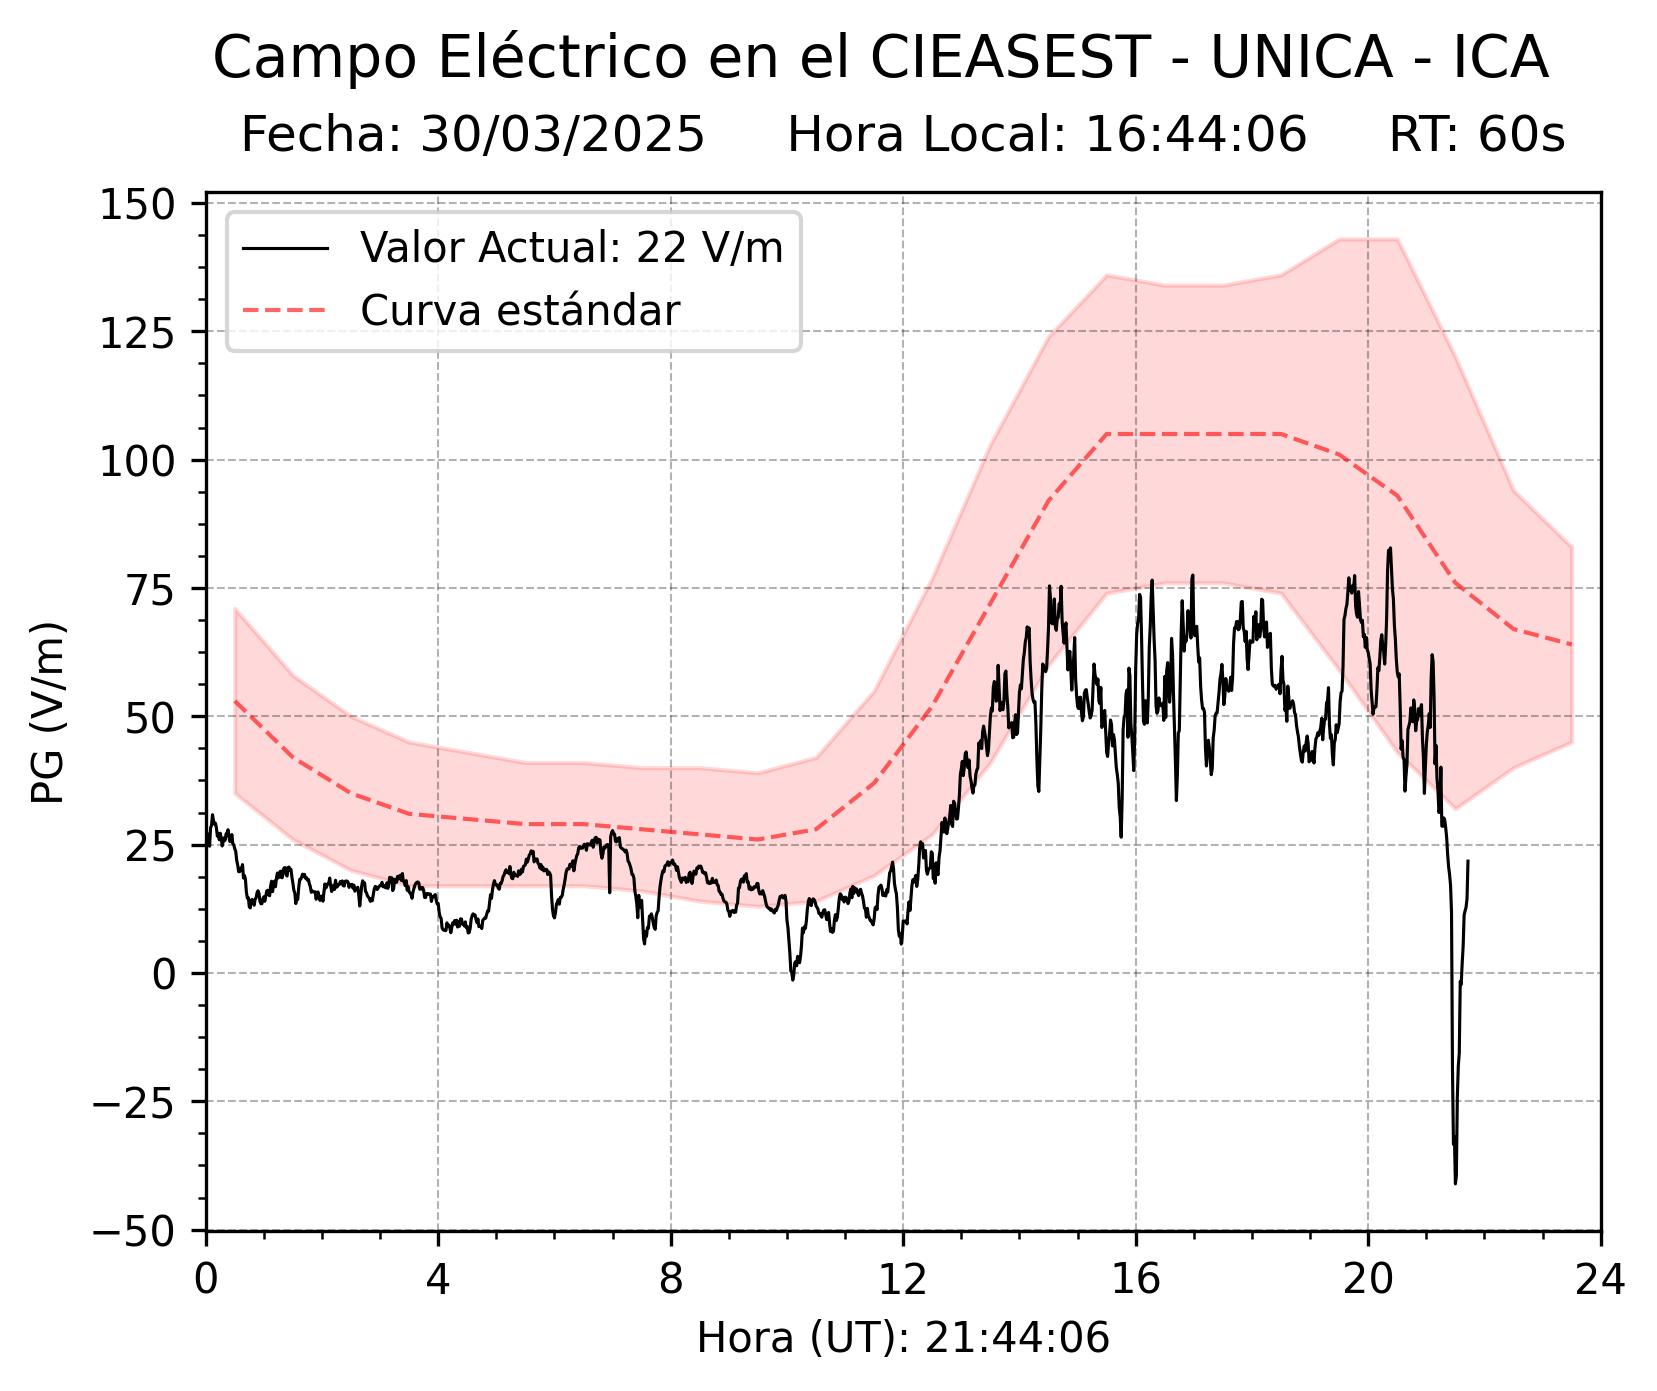 Campo Eléctrico en el CIEASEST - UNICA - ICA
Fecha: 30/03/2025 Hora Local: 16:44:06 RT: 60s
Valor Actual: 22 V/m
Curva estándar
PG (V/m)
150
125
100
75
50
25
0
−25
−50
0 4 8 12 16 20 24
Hora (UT): 21:44:06